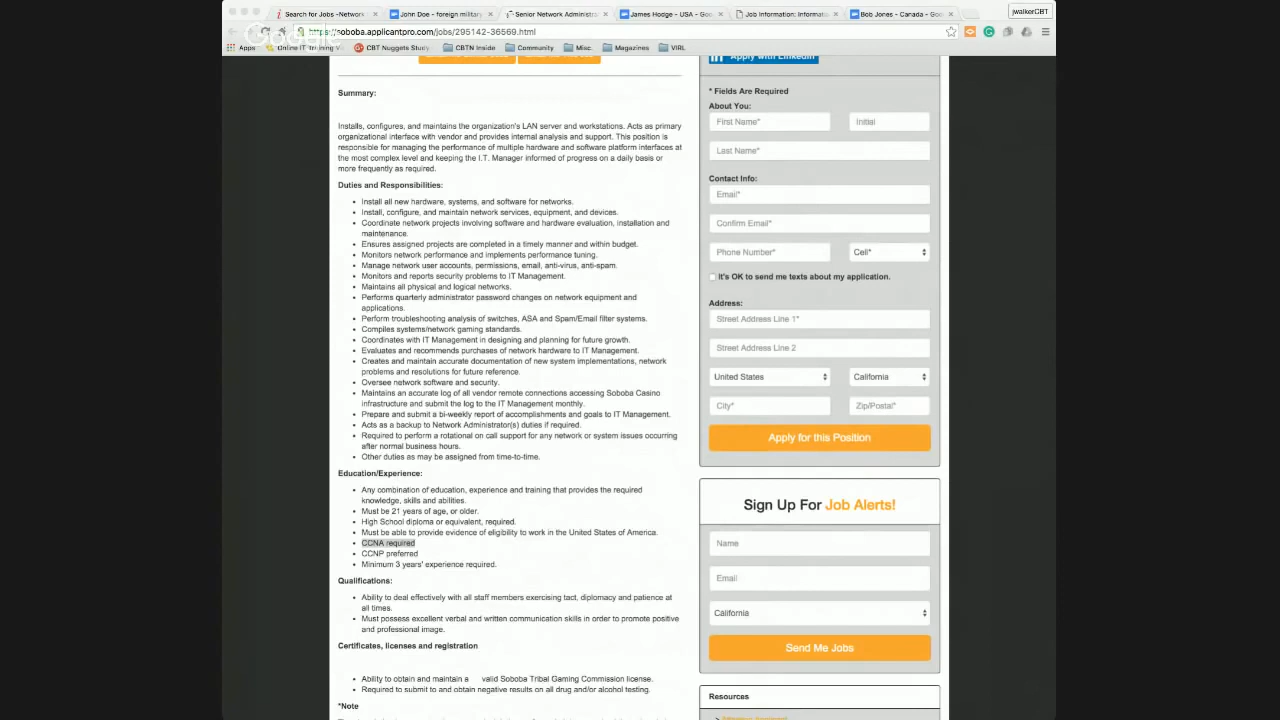 Search for Jobs -Network
John Doe - foreign military
Senior Network Administra
James Hodge - USA - Goo
Job Information: Informati
Bob Jones - Canada - Goo
jwalkerCBT
https://soboba.applicantpro.com/jobs/295142-36569.html
Google
Apps
Online IT Training V
CBT Nuggets Study
CBTN Inside
Community
Misc.
Magazines
VIRL
Summary:
Installs, configures, and maintains the organization's LAN server and workstations. Acts as primary
organizational interface with vendor and provides internal analysis and support. This position is
responsible for managing the performance of multiple hardware and software platform interfaces at
the most complex level and keeping the I.T. Manager informed of progress on a daily basis or
more frequently as required.
Duties and Responsibilities:
• Install all new hardware, systems, and software for networks.
• Install, configure, and maintain network services, equipment, and devices.
• Coordinate network projects involving software and hardware evaluation, installation and
maintenance.
• Ensures assigned projects are completed in a timely manner and within budget.
• Monitors network performance and implements performance tuning.
• Manage network user accounts, permissions, email, anti-virus, anti-spam.
• Monitors and reports security problems to IT Management.
• Maintains all physical and logical networks.
• Performs quarterly administrator password changes on network equipment and
applications.
• Perform troubleshooting analysis of switches, ASA and Spam/Email filter systems.
• Compiles systems/network gaming standards.
• Coordinates with IT Management in designing and planning for future growth.
• Evaluates and recommends purchases of network hardware to IT Management.
• Creates and maintain accurate documentation of new system implementations, network
problems and resolutions for future reference.
• Oversee network software and security.
• Maintains an accurate log of all vendor remote connections accessing Soboba Casino
infrastructure and submit the log to the IT Management monthly.
• Prepare and submit a bi-weekly report of accomplishments and goals to IT Management.
• Acts as a backup to Network Administrator(s) duties if required.
• Required to perform a rotational on call support for any network or system issues occurring
after normal business hours.
• Other duties as may be assigned from time-to-time.
Education/Experience:
• Any combination of education, experience and training that provides the required
knowledge, skills and abilities.
• Must be 21 years of age, or older.
• High School diploma or equivalent, required.
• Must be able to provide evidence of eligibility to work in the United States of America.
• CCNA required
• CCNP preferred
• Minimum 3 years' experience required.
Qualifications:
• Ability to deal effectively with all staff members exercising tact, diplomacy and patience at
all times.
• Must possess excellent verbal and written communication skills in order to promote positive
and professional image.
Certificates, licenses and registration
• Ability to obtain and maintain a valid Soboba Tribal Gaming Commission license.
• Required to submit to and obtain negative results on all drug and/or alcohol testing.
*Note
Apply with LinkedIn
* Fields Are Required
About You:
First Name*
Initial
Last Name*
Contact Info:
Email*
Confirm Email*
Phone Number*
Cell*
It's OK to send me texts about my application.
Address:
Street Address Line 1*
Street Address Line 2
United States
California
City*
Zip/Postal*
Apply for this Position
Sign Up For Job Alerts!
Name
Email
California
Send Me Jobs
Resources